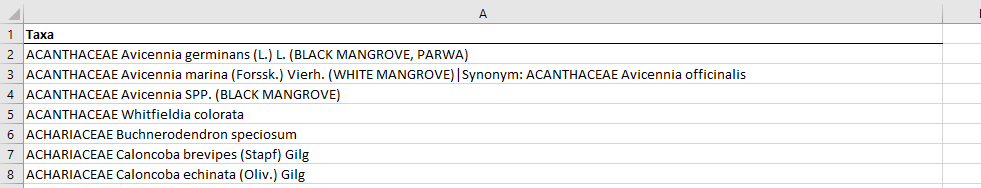 A
1 Taxa
2 ACANTHACEAE Avicennia germinans (L.) L. (BLACK MANGROVE, PARWA)
3 ACANTHACEAE Avicennia marina (Forssk.) Vierh. (WHITE MANGROVE)|Synonym: ACANTHACEAE Avicennia officinalis
4 ACANTHACEAE Avicennia SPP. (BLACK MANGROVE)
5 ACANTHACEAE Whitfieldia colorata
6 ACHARIACEAE Buchnerodendron speciosum
7 ACHARIACEAE Caloncoba brevipes (Stapf) Gilg
8 ACHARIACEAE Caloncoba echinata (Oliv.) Gilg